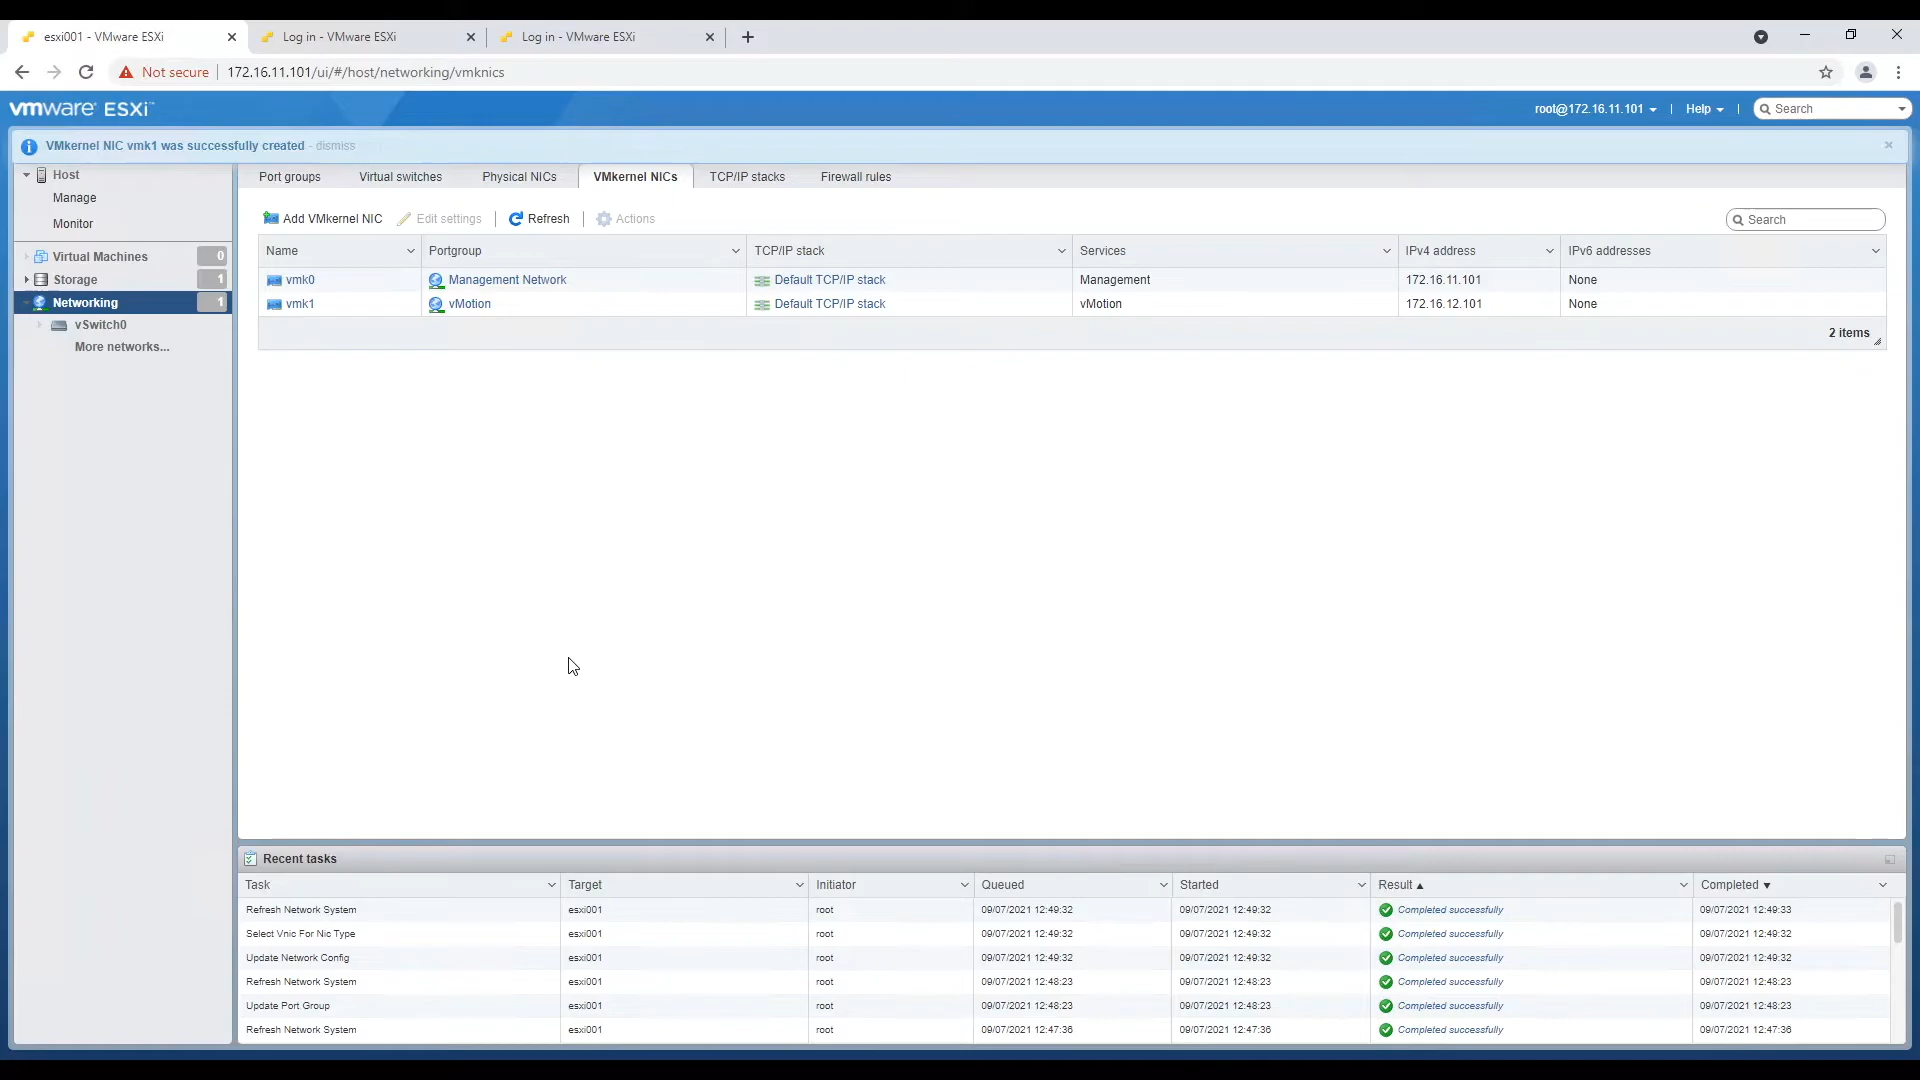 esxi001 - VMware ESXi
Log in - VMware ESXi
Log in - VMware ESXi
Not secure
172.16.11.101/ui/#/host/networking/vmknics
vmware ESXi™
root@172.16.11.101
Help
Search
VMkernel NIC vmk1 was successfully created - dismiss
Host
Manage
Monitor
Virtual Machines 0
Storage 1
Networking 1
vSwitch0
More networks...
Port groups Virtual switches Physical NICs VMkernel NICs TCP/IP stacks Firewall rules
Add VMkernel NIC Edit settings Refresh Actions
Search
Name Portgroup TCP/IP stack Services IPv4 address IPv6 addresses
vmk0 Management Network Default TCP/IP stack Management 172.16.11.101 None
vmk1 vMotion Default TCP/IP stack vMotion 172.16.12.101 None
2 items
Recent tasks
Task Target Initiator Queued Started Result Completed
Refresh Network System esxi001 root 09/07/2021 12:49:32 09/07/2021 12:49:32 Completed successfully 09/07/2021 12:49:33
Select Vnic For Nic Type esxi001 root 09/07/2021 12:49:32 09/07/2021 12:49:32 Completed successfully 09/07/2021 12:49:32
Update Network Config esxi001 root 09/07/2021 12:49:32 09/07/2021 12:49:32 Completed successfully 09/07/2021 12:49:32
Refresh Network System esxi001 root 09/07/2021 12:48:23 09/07/2021 12:48:23 Completed successfully 09/07/2021 12:48:23
Update Port Group esxi001 root 09/07/2021 12:48:23 09/07/2021 12:48:23 Completed successfully 09/07/2021 12:48:23
Refresh Network System esxi001 root 09/07/2021 12:47:36 09/07/2021 12:47:36 Completed successfully 09/07/2021 12:47:36